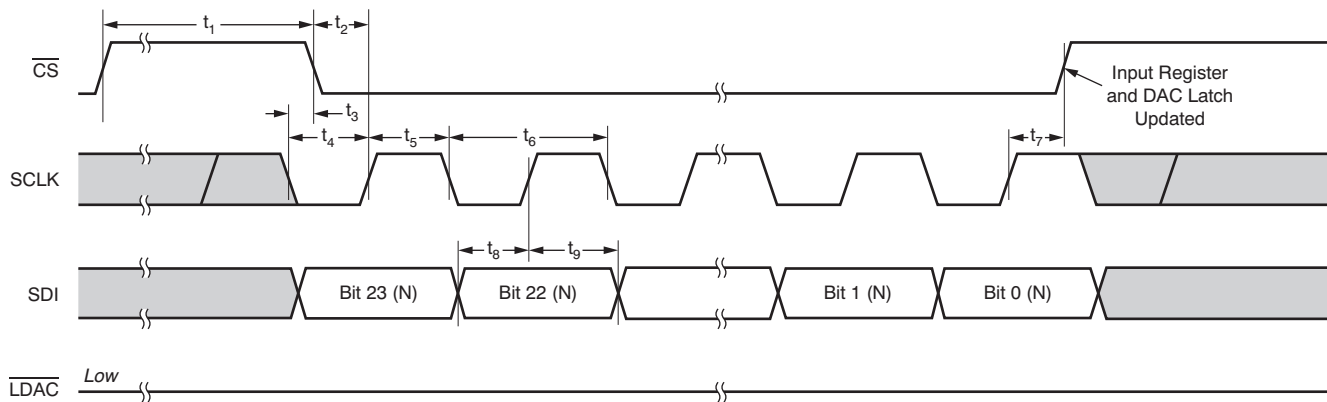 t1
t2
CS
Input Register
and DAC Latch
Updated
t3
t4
t5
t6
t7
SCLK
t8
t9
SDI
Bit 23 (N)
Bit 22 (N)
Bit 1 (N)
Bit 0 (N)
LDAC
Low